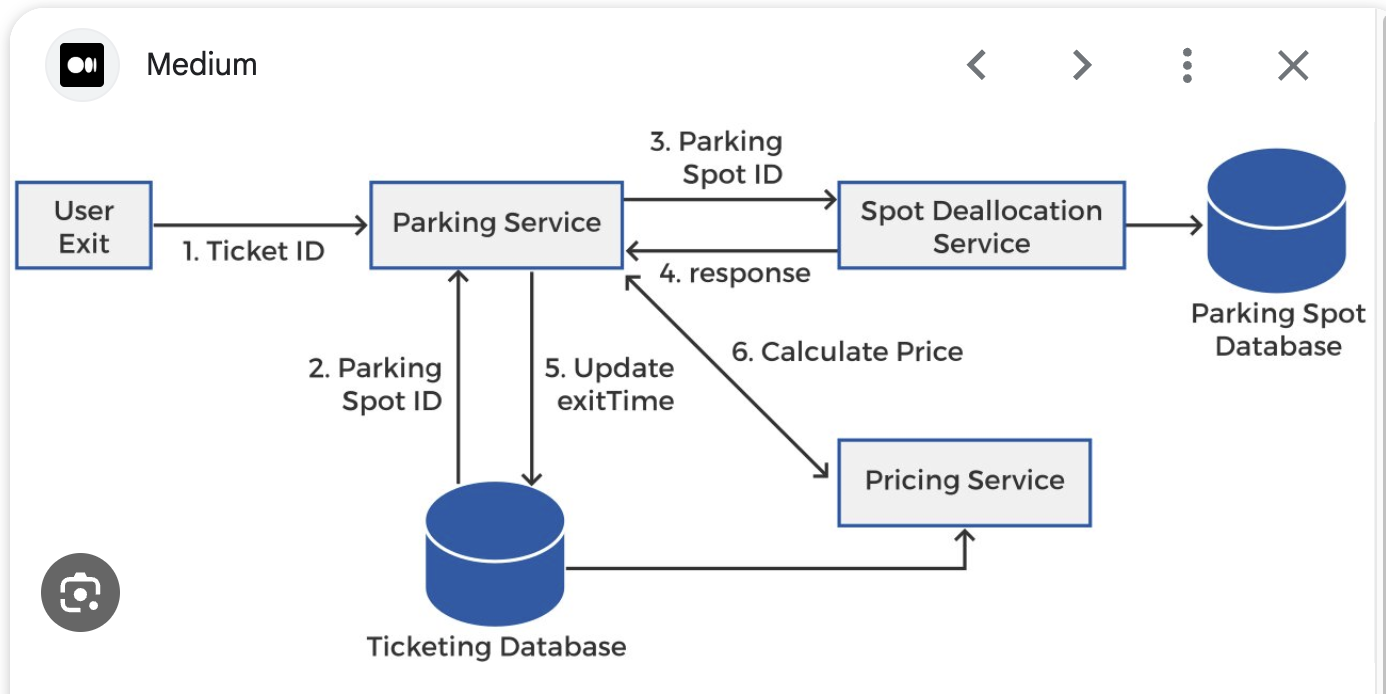 Medium
3. Parking
Spot ID
User
Exit
Parking Service
Spot Deallocation
Service
1. Ticket ID
4. response
Parking Spot
Database
2. Parking
Spot ID
5. Update
exitTime
6. Calculate Price
Pricing Service
Ticketing Database